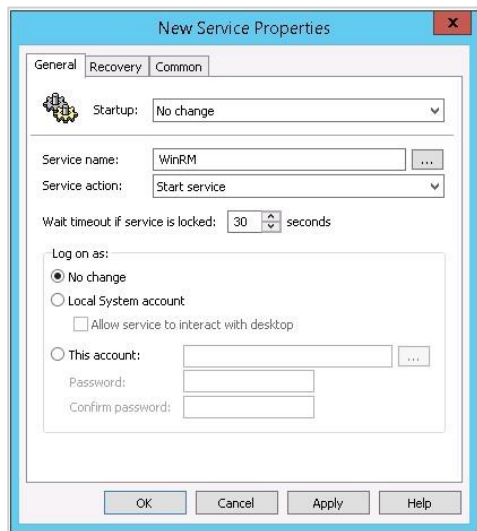 New Service Properties
x
General Recovery Common
Startup: No change
Service name: WinRM ...
Service action: Start service
Wait timeout if service is locked: 30 seconds
Log on as:
No change
Local System account
Allow service to interact with desktop
This account: ...
Password:
Confirm password:
OK Cancel Apply Help